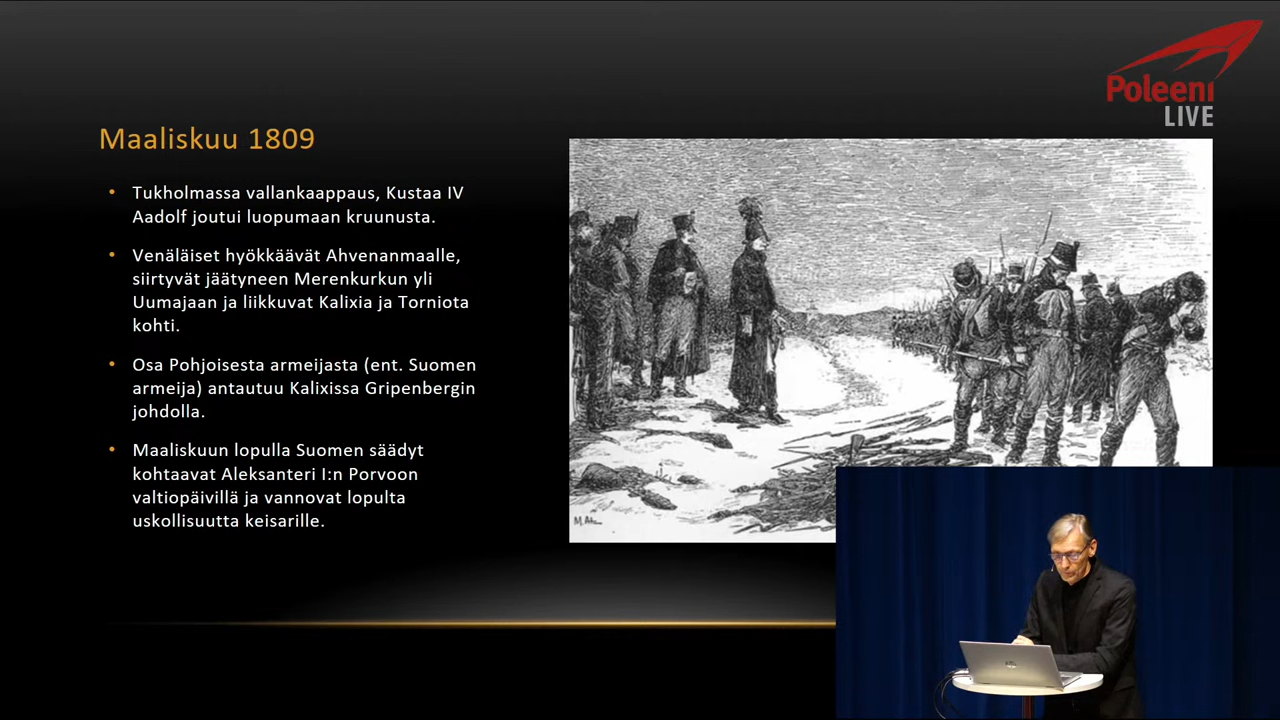 Poleeni
LIVE
Maaliskuu 1809
• Tukholmassa vallankaappaus, Kustaa IV
Aadolf joutui luopumaan kruunusta.
• Venäläiset hyökkäävät Ahvenanmaalle,
siirtyvät jäätyneen Merenkurkun yli
Uumajaan ja liikkuvat Kalixia ja Torniota
kohti.
• Osa Pohjoisesta armeijasta (ent. Suomen
armeija) antautuu Kalixissa Gripenbergin
johdolla.
• Maaliskuun lopulla Suomen säädyt
kohtaavat Aleksanteri I:n Porvoon
valtiopäivillä ja vannovat lopulta
uskollisuutta keisarille.